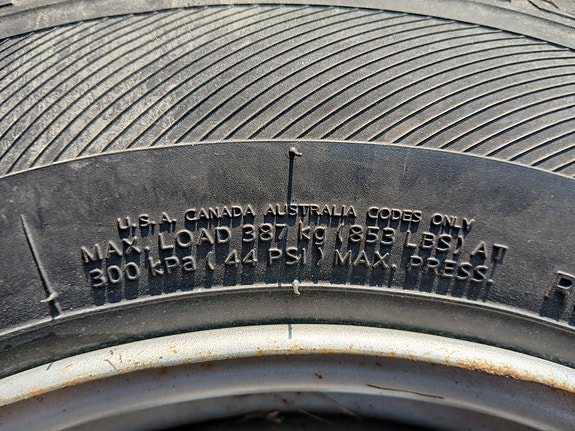 U.S.A. CANADA AUSTRALIA CODES ONLY
MAX. LOAD 387 kg (853 LBS) AT
300 kPa (44 PSI) MAX. PRESS.
R